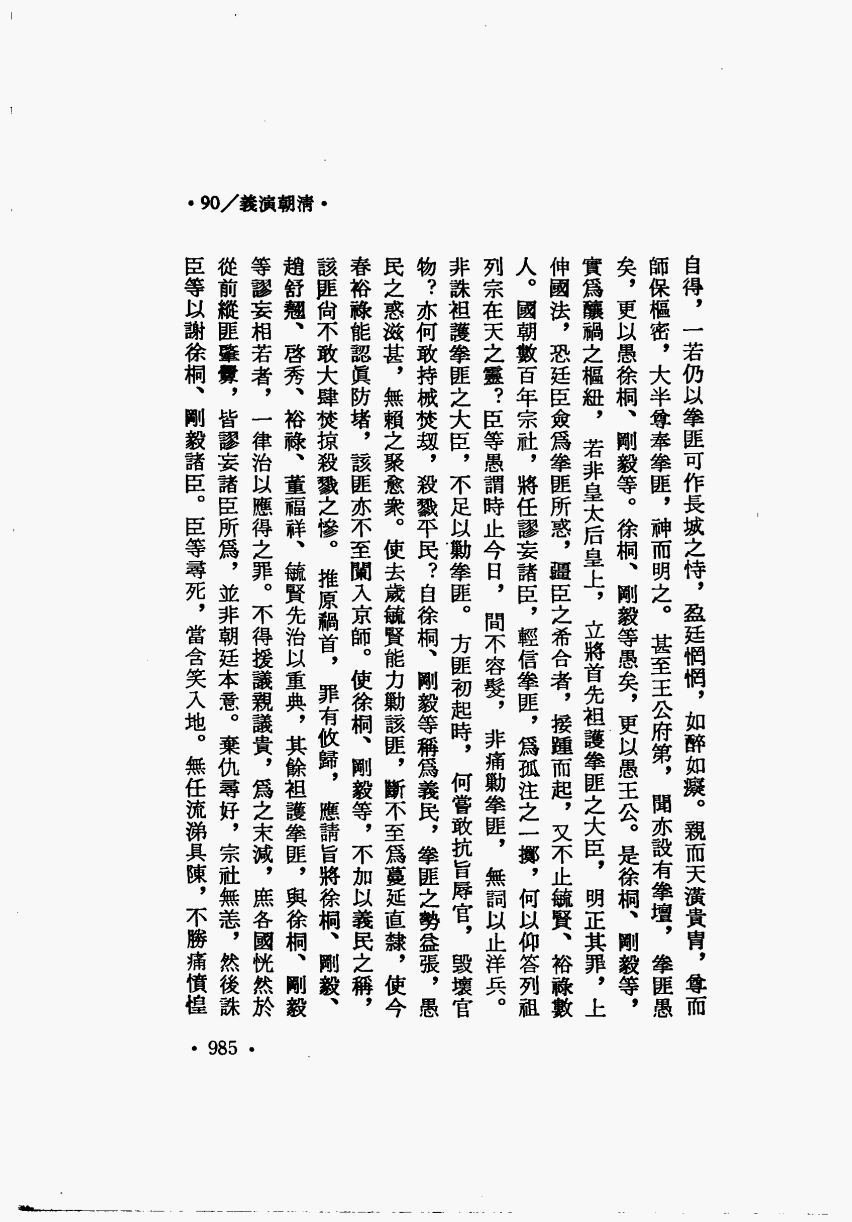 •90／義演朝清•
自得，一若仍以拳匪可作長城之恃，盈廷惘惘，如醉如癡。親而天潢貴胄，尊而
師保樞密，大半尊奉拳匪，神而明之。甚至王公府第，聞亦設有拳壇，拳匪愚
矣，更以愚徐桐、剛毅等。徐桐、剛毅等愚矣，更以愚王公。是徐桐、剛毅等，
實爲釀禍之樞紐，若非皇太后皇上，立將首先袒護拳匪之大臣，明正其罪，上
伸國法，恐廷臣僉爲拳匪所惑，疆臣之希合者，接踵而起，又不止毓賢、裕祿數
人。國朝數百年宗社，將任謬妄諸臣，輕信拳匪，爲孤注之一擲，何以仰答列祖
列宗在天之靈？臣等愚謂時止今日，間不容髮，非痛勦拳匪，無詞以止洋兵。
非誅袒護拳匪之大臣，不足以勦拳匪。方匪初起時，何嘗敢抗旨辱官，毀壞官
物？亦何敢持械焚刼，殺戮平民？自徐桐、剛毅等稱爲義民，拳匪之勢益張，愚
民之惑滋甚，無賴之聚愈衆。使去歲毓賢能力勦該匪，斷不至爲蔓延直隸，使今
春裕祿能認眞防堵，該匪亦不至闌入京師。使徐桐、剛毅等，不加以義民之稱，
該匪尙不敢大肆焚掠殺戮之慘。推原禍首，罪有攸歸，應請旨將徐桐、剛毅、
趙舒翹、啓秀、裕祿、董福祥、毓賢先治以重典，其餘袒護拳匪，與徐桐、剛毅
等謬妄相若者，一律治以應得之罪。不得援議親議貴，爲之末減，庶各國恍然於
從前縱匪肇釁，皆謬妄諸臣所爲，並非朝廷本意。棄仇尋好，宗社無恙，然後誅
臣等以謝徐桐、剛毅諸臣。臣等尋死，當含笑入地。無任流涕具陳，不勝痛憤惶
•985•